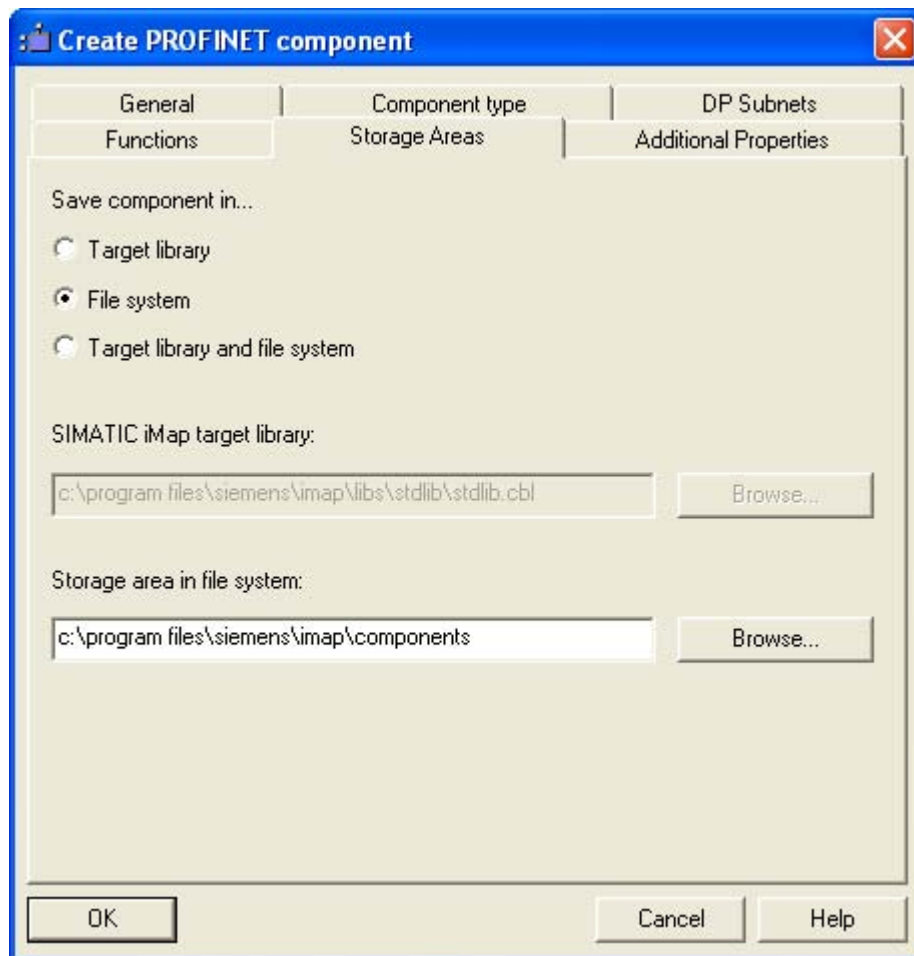 Create PROFINET component
General Component type DP Subnets
Functions Storage Areas Additional Properties
Save component in...
Target library
File system
Target library and file system
SIMATIC iMap target library:
c:\program files\siemens\imap\libs\stdlib\stdlib.cbl Browse...
Storage area in file system:
c:\program files\siemens\imap\components Browse...
OK Cancel Help